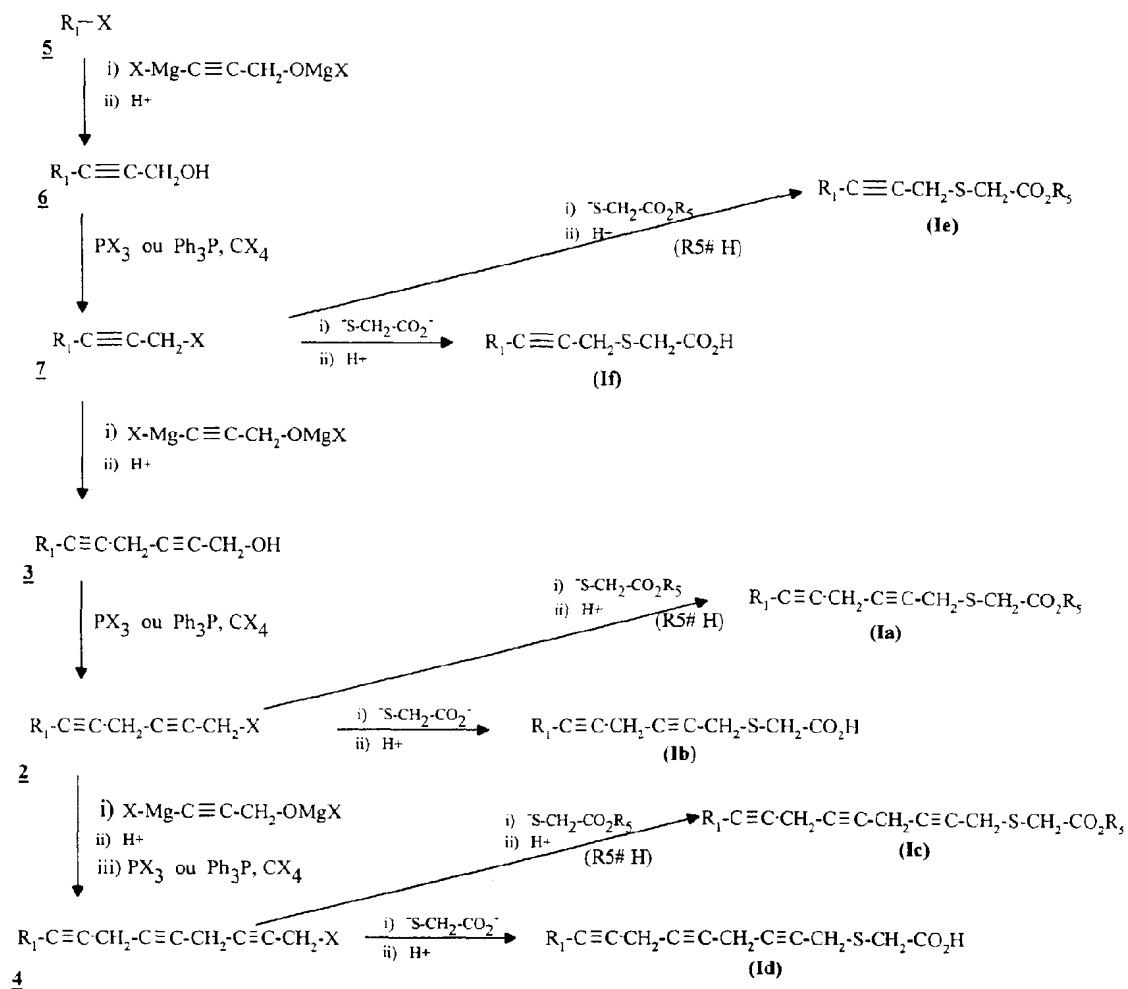 R₁-X
5
i) X-Mg-C≡C-CH₂-OMgX
ii) H+
R₁-C≡C-CH₂OH
6
PX₃ ou Ph₃P, CX₄
i) ⁻S-CH₂-CO₂R₅
ii) H+
(R5# H)
R₁-C≡C-CH₂-S-CH₂-CO₂R₅
(Ie)
R₁-C≡C-CH₂-X
7
i) ⁻S-CH₂-CO₂⁻
ii) H+
R₁-C≡C-CH₂-S-CH₂-CO₂H
(If)
i) X-Mg-C≡C-CH₂-OMgX
ii) H+
R₁-C≡C-CH₂-C≡C-CH₂-OH
3
PX₃ ou Ph₃P, CX₄
i) ⁻S-CH₂-CO₂R₅
ii) H+
(R5# H)
R₁-C≡C-CH₂-C≡C-CH₂-S-CH₂-CO₂R₅
(Ia)
R₁-C≡C-CH₂-C≡C-CH₂-X
2
i) ⁻S-CH₂-CO₂⁻
ii) H+
R₁-C≡C-CH₂-C≡C-CH₂-S-CH₂-CO₂H
(Ib)
i) X-Mg-C≡C-CH₂-OMgX
ii) H+
iii) PX₃ ou Ph₃P, CX₄
i) ⁻S-CH₂-CO₂R₅
ii) H+
(R5# H)
R₁-C≡C-CH₂-C≡C-CH₂-C≡C-CH₂-S-CH₂-CO₂R₅
(Ic)
R₁-C≡C-CH₂-C≡C-CH₂-C≡C-CH₂-X
4
i) ⁻S-CH₂-CO₂⁻
ii) H+
R₁-C≡C-CH₂-C≡C-CH₂-C≡C-CH₂-S-CH₂-CO₂H
(Id)